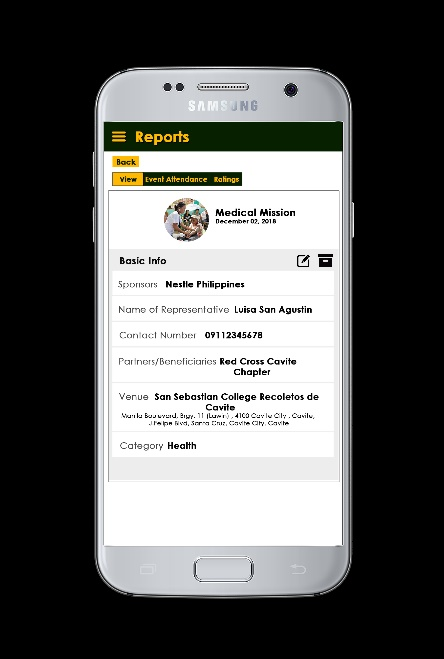 SAMSUNG
Reports
Back
View Event Attendance Ratings
Medical Mission
December 02, 2018
Basic Info
Sponsors Nestle Philippines
Name of Representative Luisa San Agustin
Contact Number 09112345678
Partners/Beneficiaries Red Cross Cavite
Chapter
Venue San Sebastian College Recoletos de
Cavite
Manila Boulevard, Brgy. 11 (Lawin) , 4100 Cavite City , Cavite,
J.Felipe Blvd, Santa Cruz, Cavite City, Cavite
Category Health